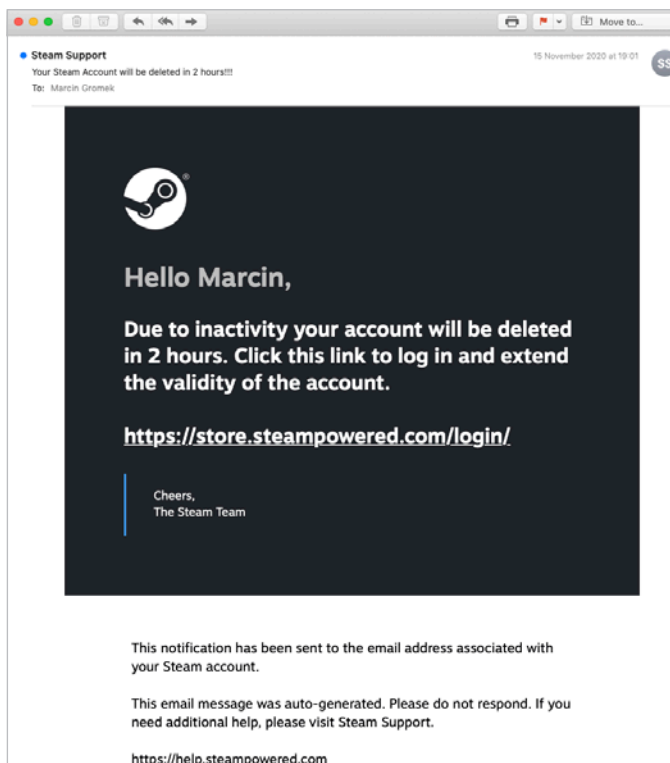 Move to...
Steam Support
15 November 2020 at 19:01
SS
Your Steam Account will be deleted in 2 hours!!!
To: Marcin Gromek
®
Hello Marcin,
Due to inactivity your account will be deleted
in 2 hours. Click this link to log in and extend
the validity of the account.
https://store.steampowered.com/login/
Cheers,
The Steam Team
This notification has been sent to the email address associated with
your Steam account.
This email message was auto-generated. Please do not respond. If you
need additional help, please visit Steam Support.
https://help.steampowered.com